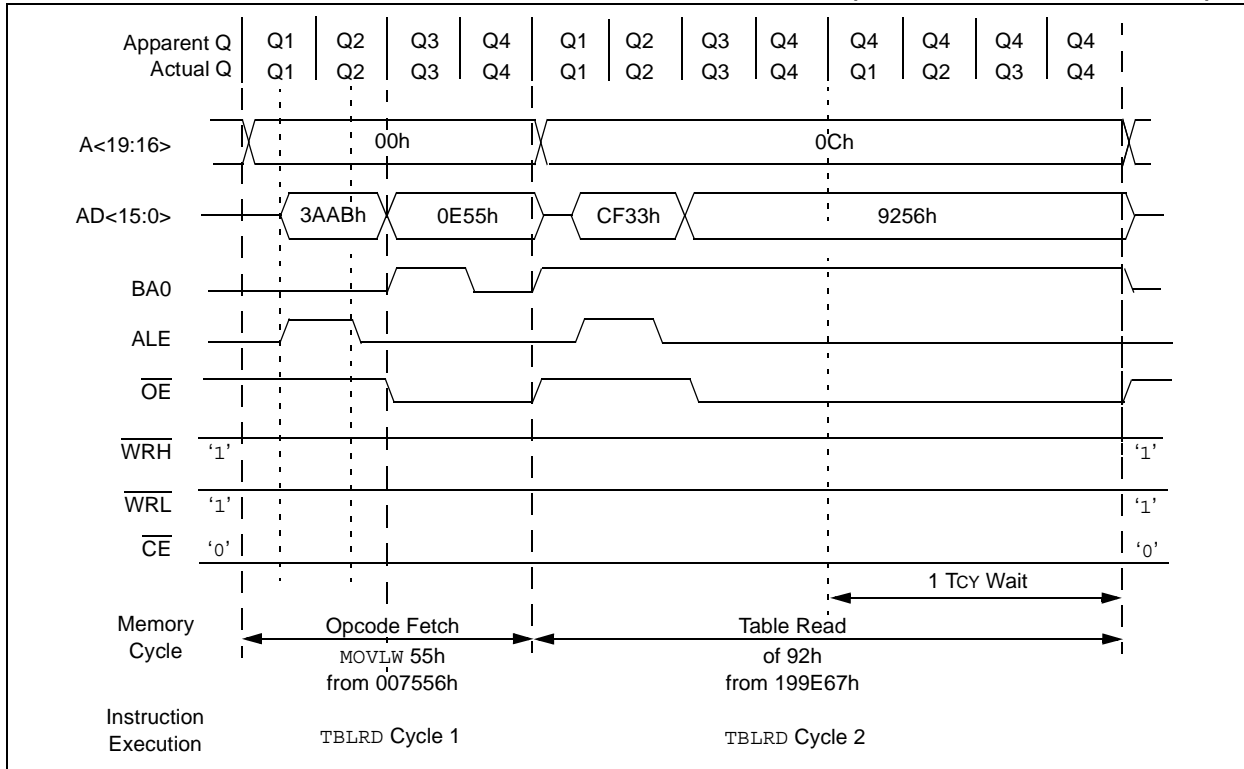 Apparent Q Q1 Q2 Q3 Q4 Q1 Q2 Q3 Q4 Q4 Q4 Q4 Q4
Actual Q Q1 Q2 Q3 Q4 Q1 Q2 Q3 Q4 Q1 Q2 Q3 Q4
A<19:16> 00h 0Ch
AD<15:0> 3AABh 0E55h CF33h 9256h
BA0
ALE
OE
WRH ‘1’ ‘1’
WRL ‘1’ ‘1’
CE ‘0’ ‘0’
1 TCY Wait
Memory Cycle Opcode Fetch Table Read
MOVLW 55h of 92h
from 007556h from 199E67h
Instruction Execution TBLRD Cycle 1 TBLRD Cycle 2